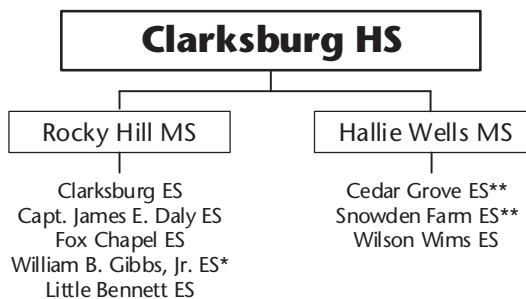 Clarksburg HS
Rocky Hill MS
Clarksburg ES
Capt. James E. Daly ES
Fox Chapel ES
William B. Gibbs, Jr. ES*
Little Bennett ES
Hallie Wells MS
Cedar Grove ES**
Snowden Farm ES**
Wilson Wims ES